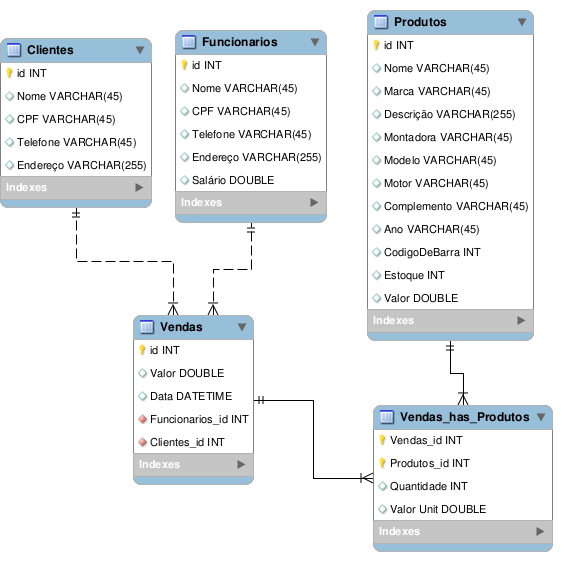 Clientes
id INT
Nome VARCHAR(45)
CPF VARCHAR(45)
Telefone VARCHAR(45)
Endereço VARCHAR(255)
Indexes
Funcionarios
id INT
Nome VARCHAR(45)
CPF VARCHAR(45)
Telefone VARCHAR(45)
Endereço VARCHAR(255)
Salário DOUBLE
Indexes
Produtos
id INT
Nome VARCHAR(45)
Marca VARCHAR(45)
Descrição VARCHAR(255)
Montadora VARCHAR(45)
Modelo VARCHAR(45)
Motor VARCHAR(45)
Complemento VARCHAR(45)
Ano VARCHAR(45)
CodigoDeBarra INT
Estoque INT
Valor DOUBLE
Indexes
Vendas
id INT
Valor DOUBLE
Data DATETIME
Funcionarios_id INT
Clientes_id INT
Indexes
Vendas_has_Produtos
Vendas_id INT
Produtos_id INT
Quantidade INT
Valor Unit DOUBLE
Indexes